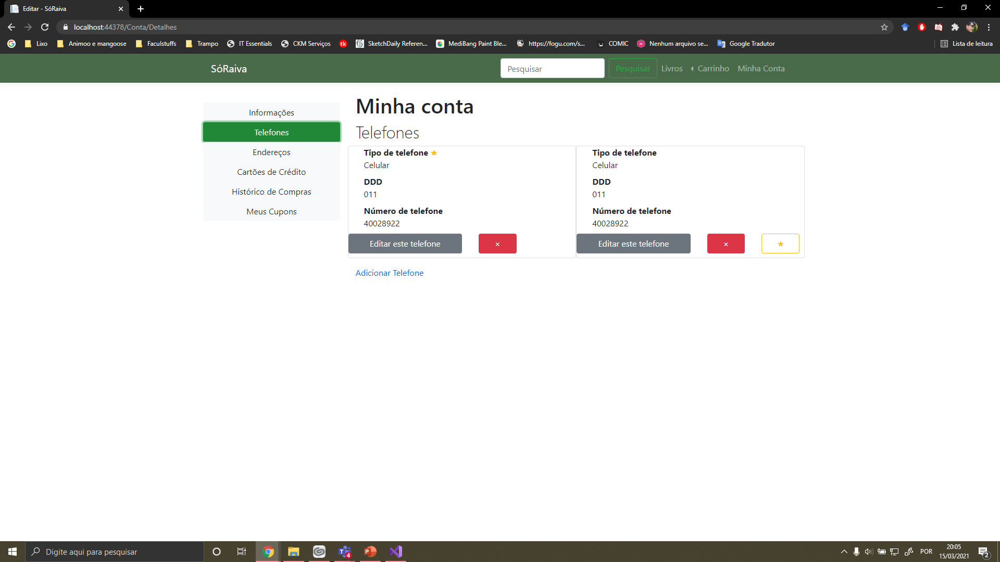 Editar - SóRaiva
localhost:44378/Conta/Detalhes
Lixo
Animoo e mangoose
Faculstuffs
Trampo
IT Essentials
CKM Serviços
tk
SketchDaily Referen...
MediBang Paint Ble...
https://fogu.com/s...
COMIC
Nenhum arquivo se...
Google Tradutor
Lista de leitura
SóRaiva
Pesquisar
Pesquisar
Livros
Carrinho
Minha Conta
Informações
Telefones
Endereços
Cartões de Crédito
Histórico de Compras
Meus Cupons
Minha conta
Telefones
Tipo de telefone ★
Celular
DDD
011
Número de telefone
40028922
Editar este telefone
×
Tipo de telefone
Celular
DDD
011
Número de telefone
40028922
Editar este telefone
×
★
Adicionar Telefone
Digite aqui para pesquisar
4
POR
20:05
15/03/2021
2